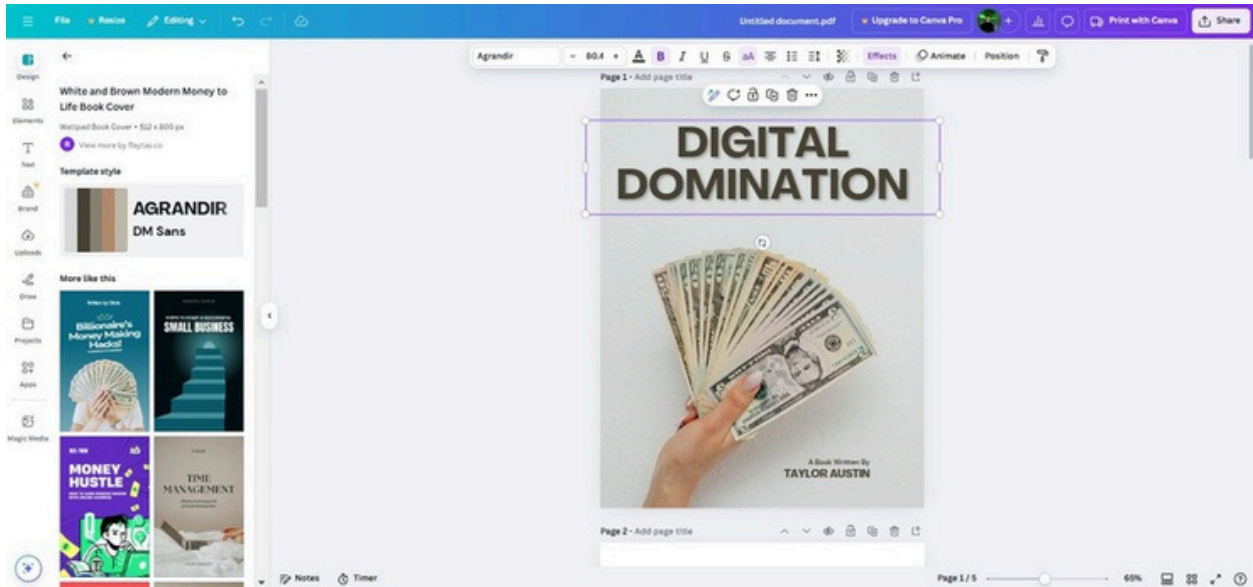 File
Resize
Editing
Untitled document.pdf
Upgrade to Canva Pro
Print with Canva
Share
Design
Elements
Text
Brand
Uploads
Draw
Projects
Apps
Magic Media
White and Brown Modern Money to
Life Book Cover
Wattpad Book Cover • 512 x 800 px
View more by Raytas.co
Template style
AGRANDIR
DM Sans
More like this
Billionaire's
Money Making
Hacks!
SMALL BUSINESS
MONEY
HUSTLE
TIME
MANAGEMENT
Agrandir
- 80.4 +
A B I U S aA
Effects
Animate
Position
Page 1 - Add page title
DIGITAL
DOMINATION
A Book Written By
TAYLOR AUSTIN
Page 2 - Add page title
Notes
Timer
Page 1 / 5
65%